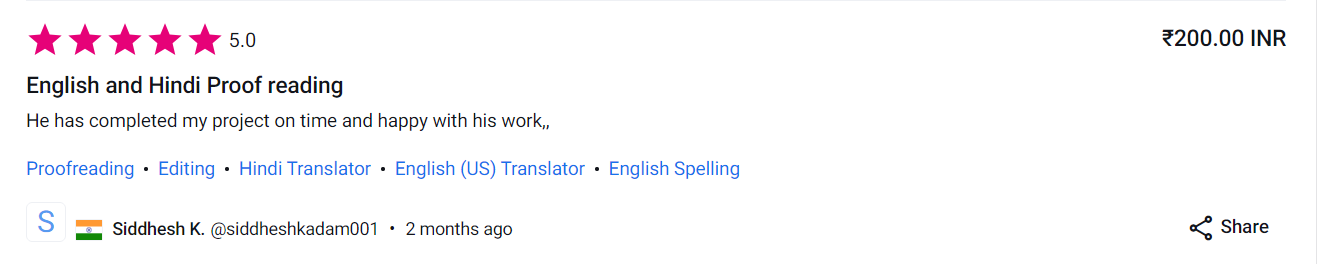 5.0
₹200.00 INR
English and Hindi Proof reading
He has completed my project on time and happy with his work,,
Proofreading • Editing • Hindi Translator • English (US) Translator • English Spelling
S
Siddhesh K. @siddheshkadam001 • 2 months ago
Share